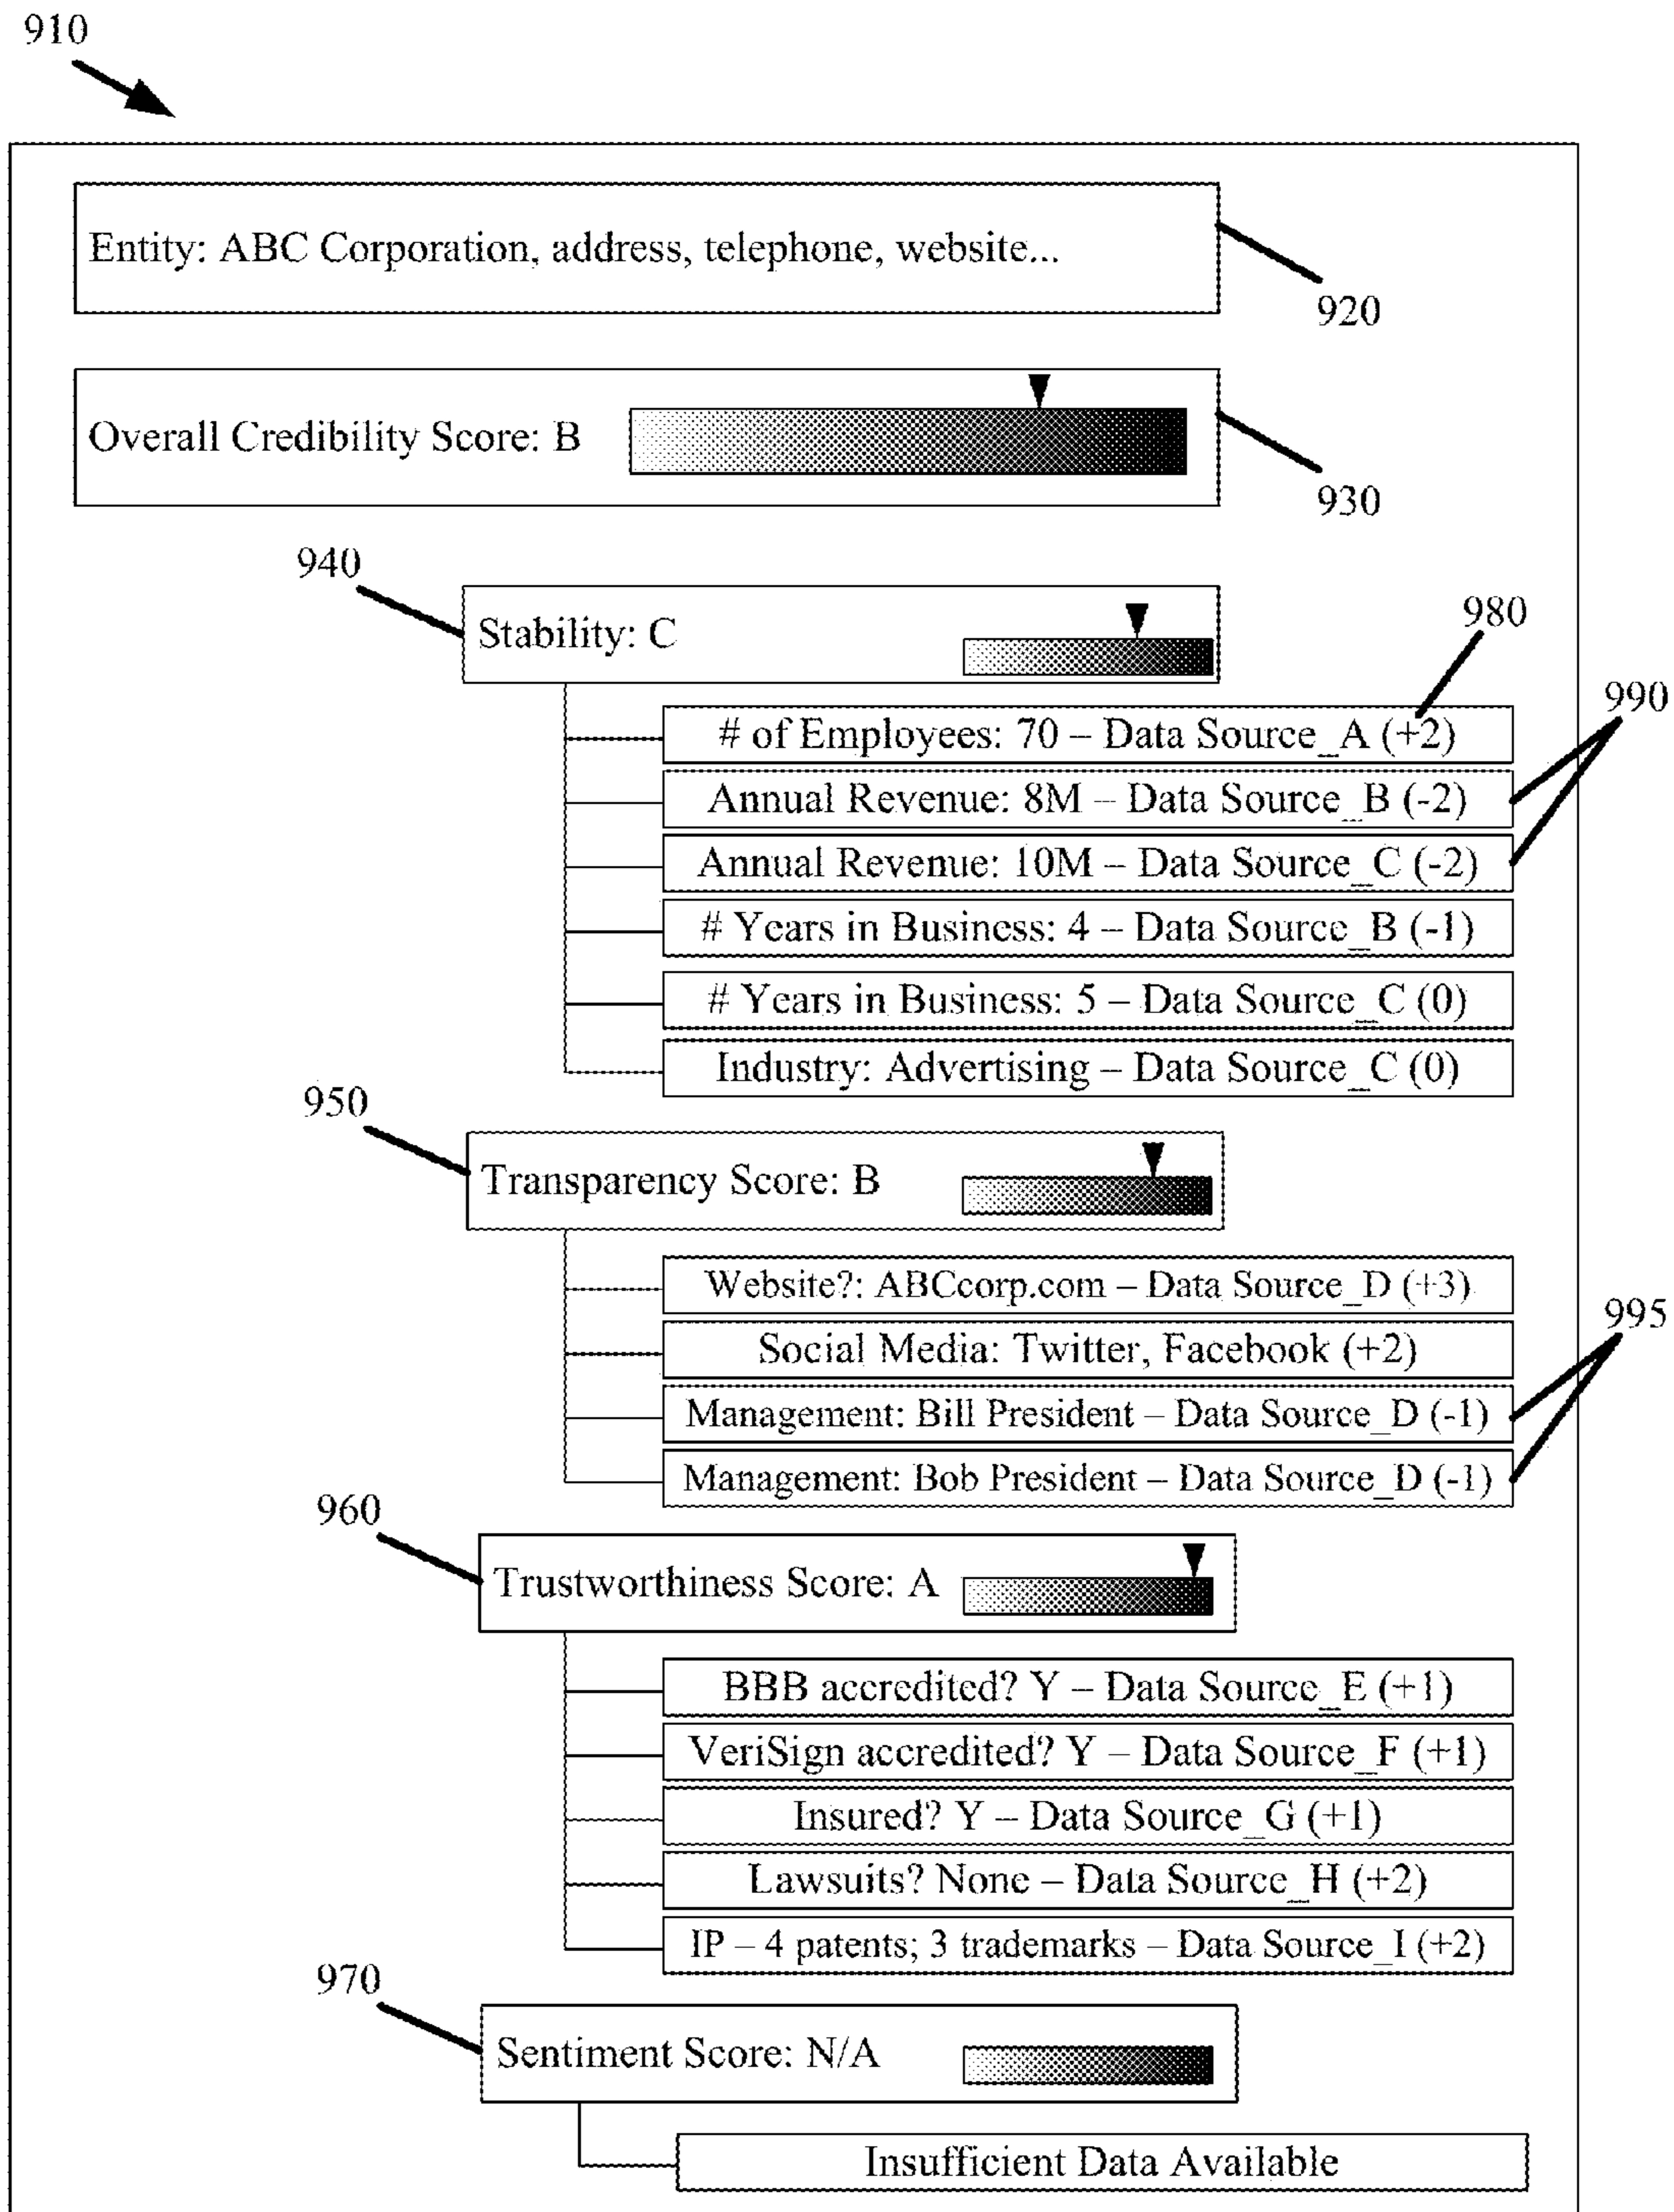 910
Entity: ABC Corporation, address, telephone, website...
920
Overall Credibility Score: B
930
940
Stability: C
980
990
# of Employees: 70 – Data Source_A (+2)
Annual Revenue: 8M – Data Source_B (-2)
Annual Revenue: 10M – Data Source_C (-2)
# Years in Business: 4 – Data Source_B (-1)
# Years in Business: 5 – Data Source_C (0)
Industry: Advertising – Data Source_C (0)
950
Transparency Score: B
Website?: ABCcorp.com – Data Source_D (+3)
995
Social Media: Twitter, Facebook (+2)
Management: Bill President – Data Source_D (-1)
Management: Bob President – Data Source_D (-1)
960
Trustworthiness Score: A
BBB accredited? Y – Data Source_E (+1)
VeriSign accredited? Y – Data Source_F (+1)
Insured? Y – Data Source_G (+1)
Lawsuits? None – Data Source_H (+2)
IP – 4 patents; 3 trademarks – Data Source_I (+2)
970
Sentiment Score: N/A
Insufficient Data Available